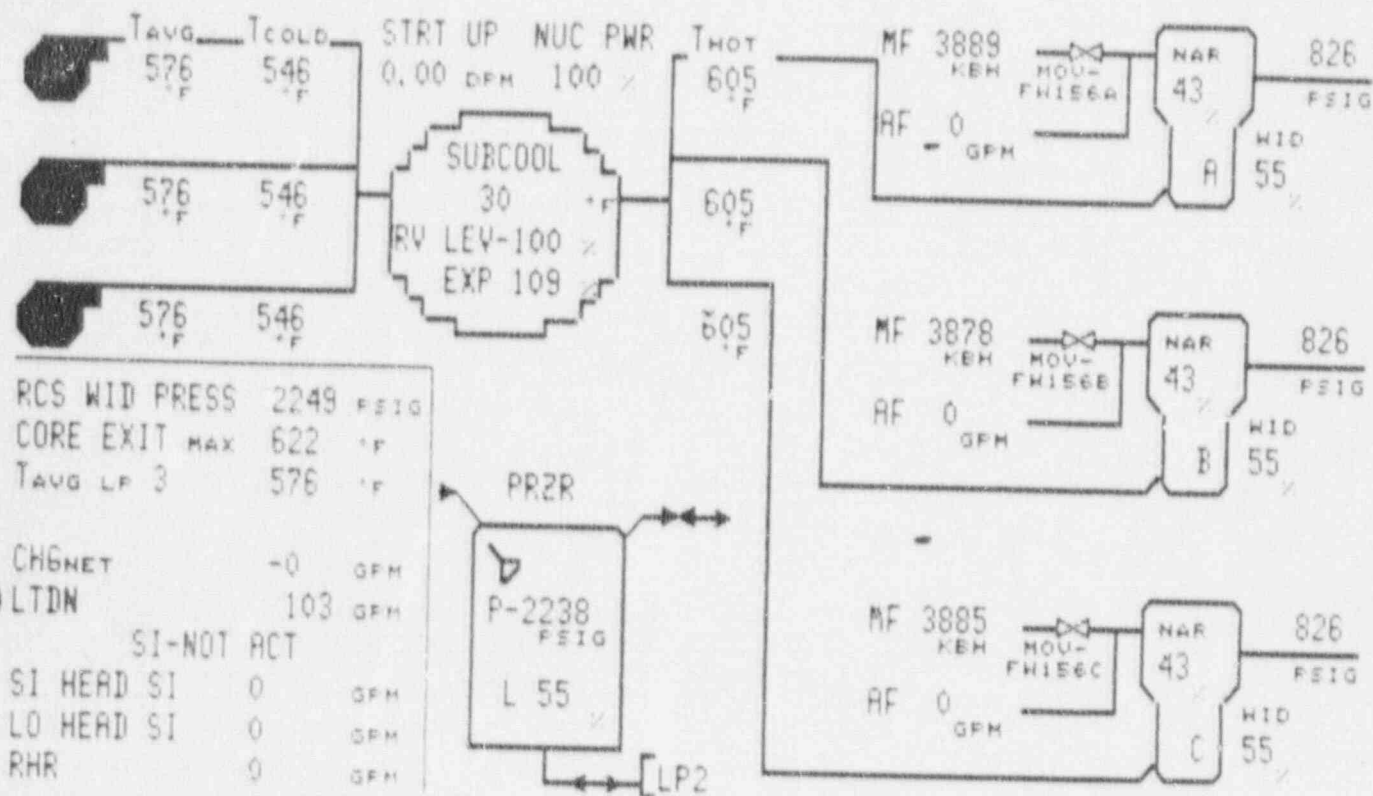 TAVG TCOLD STRT UP NUC PWR THOT
576 °F 546 °F 0.00 DPM 100 % 605 °F
MF 3889 KBH MOV-FW156A NAR 43 % 826 PSIG
AF 0 GPM A WID 55 %
SUBCOOL
30 °F
RV LEV-100 %
EXP 109 %
576 °F 546 °F 605 °F
576 °F 546 °F 605 °F
MF 3878 KBH MOV-FW156B NAR 43 % 826 PSIG
AF 0 GPM B WID 55 %
RCS WID PRESS 2249 PSIG
CORE EXIT MAX 622 °F
TAVG LP 3 576 °F
CHGNET -0 GPM
LTDN 103 GPM
SI-NOT ACT
SI HEAD SI 0 GPM
LO HEAD SI 0 GPM
RHR 0 GPM
PRZR
P-2238 PSIG
L 55 %
LP2
MF 3885 KBH MOV-FW156C NAR 43 % 826 PSIG
AF 0 GPM C WID 55 %